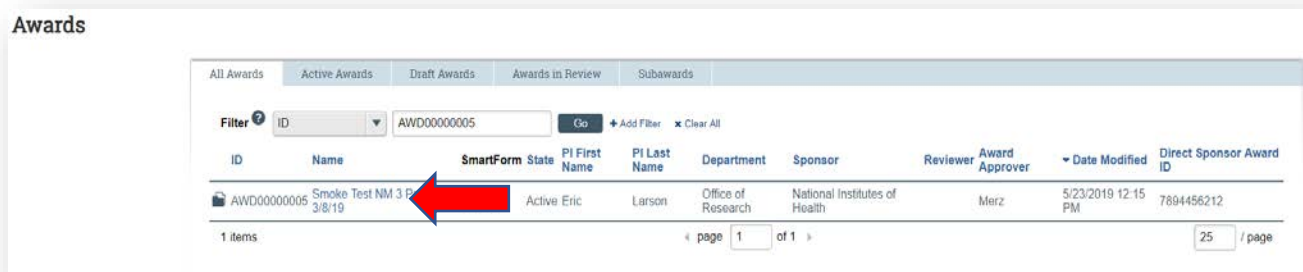 Awards
All Awards Active Awards Draft Awards Awards in Review Subawards
Filter ? ID AWD00000005 Go + Add Filter × Clear All
ID Name SmartForm State PI First Name PI Last Name Department Sponsor Reviewer Award Approver Date Modified Direct Sponsor Award ID
AWD00000005 Smoke Test NM 3 3/8/19 Active Eric Larson Office of Research National Institutes of Health Merz 5/23/2019 12:15 PM 7894456212
1 items page 1 of 1 25 / page